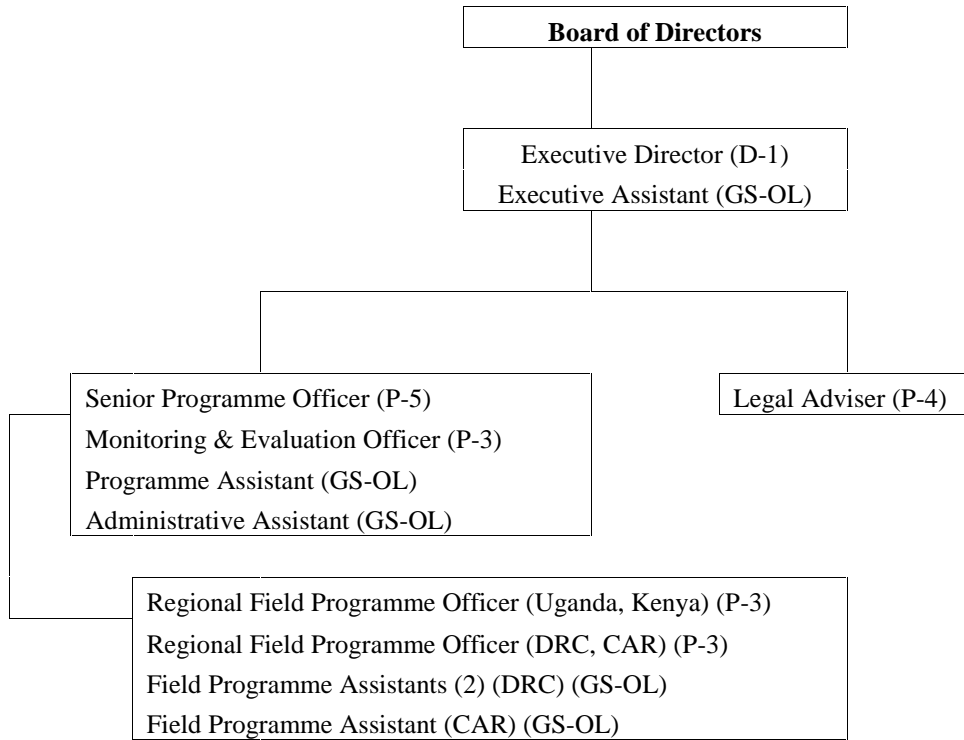 Board of Directors
Executive Director (D-1)
Executive Assistant (GS-OL)
Senior Programme Officer (P-5)
Monitoring & Evaluation Officer (P-3)
Programme Assistant (GS-OL)
Administrative Assistant (GS-OL)
Legal Adviser (P-4)
Regional Field Programme Officer (Uganda, Kenya) (P-3)
Regional Field Programme Officer (DRC, CAR) (P-3)
Field Programme Assistants (2) (DRC) (GS-OL)
Field Programme Assistant (CAR) (GS-OL)